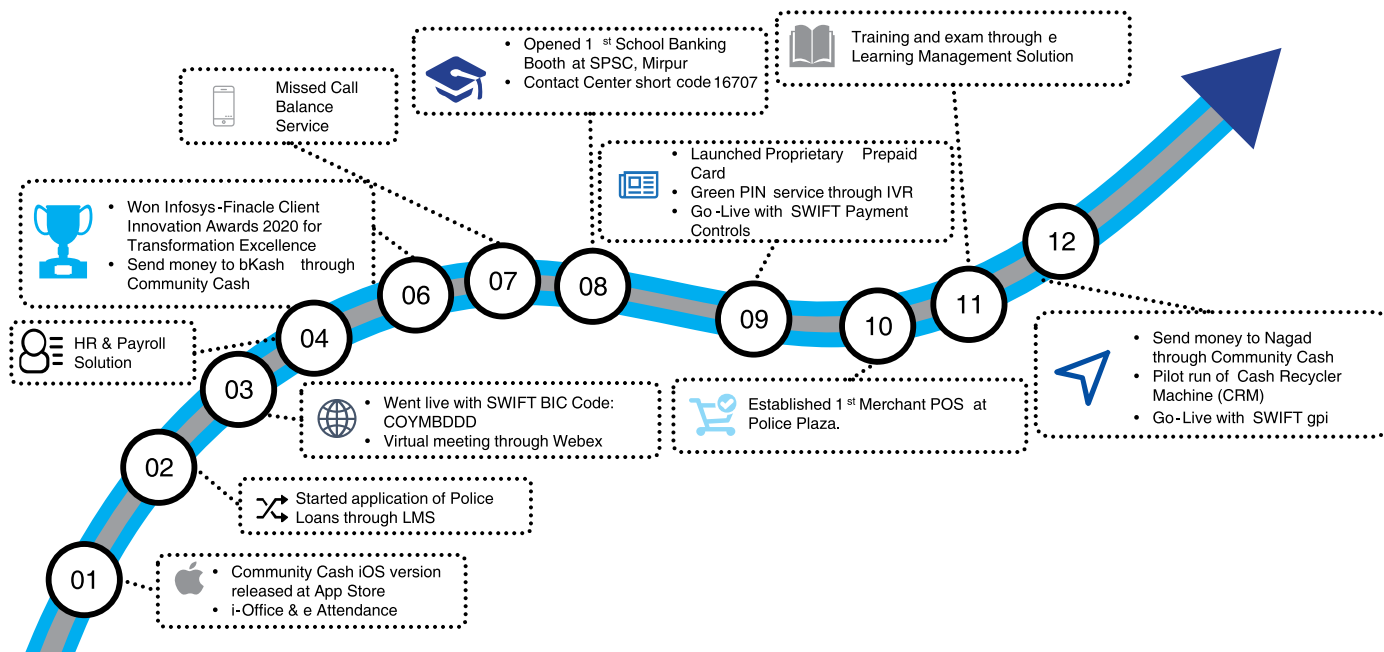 01
• Community Cash iOS version
released at App Store
• i-Office & e Attendance
02
Started application of Police
Loans through LMS
03
• Went live with SWIFT BIC Code:
COYMBDDD
• Virtual meeting through Webex
04
HR & Payroll
Solution
06
• Won Infosys-Finacle Client
Innovation Awards 2020 for
Transformation Excellence
• Send money to bKash through
Community Cash
07
Missed Call
Balance
Service
08
• Opened 1 st School Banking
Booth at SPSC, Mirpur
• Contact Center short code 16707
09
• Launched Proprietary Prepaid
Card
• Green PIN service through IVR
• Go-Live with SWIFT Payment
Controls
10
Established 1 st Merchant POS at
Police Plaza.
11
Training and exam through e
Learning Management Solution
12
• Send money to Nagad
through Community Cash
• Pilot run of Cash Recycler
Machine (CRM)
• Go-Live with SWIFT gpi